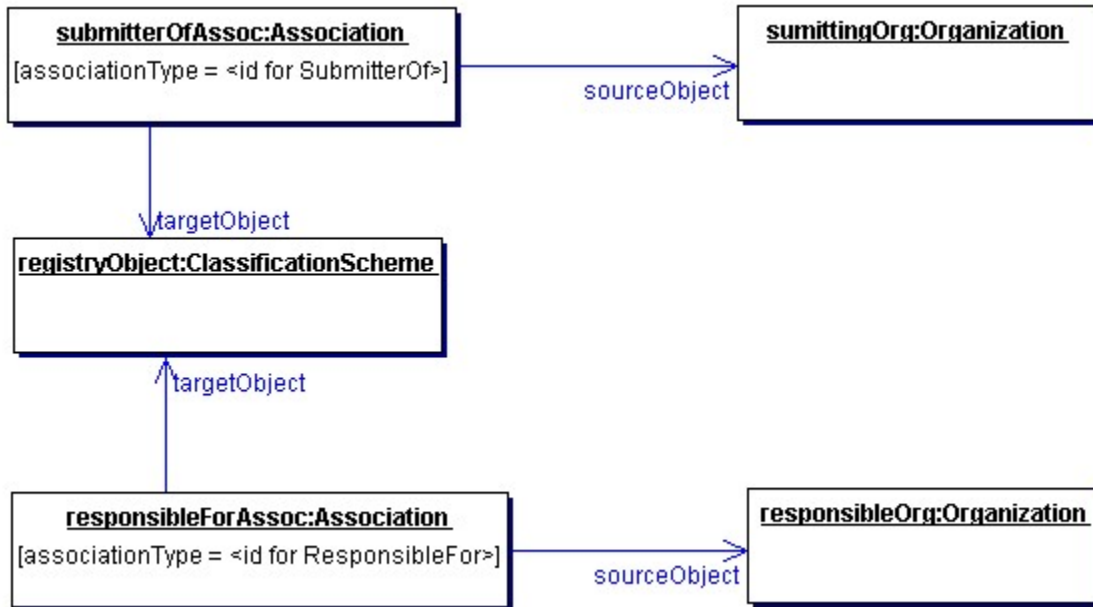 submitterOfAssoc:Association
[associationType = <id for SubmitterOf>]
sourceObject
sumittingOrg:Organization
targetObject
registryObject:ClassificationScheme
targetObject
responsibleForAssoc:Association
[associationType = <id for ResponsibleFor>]
sourceObject
responsibleOrg:Organization